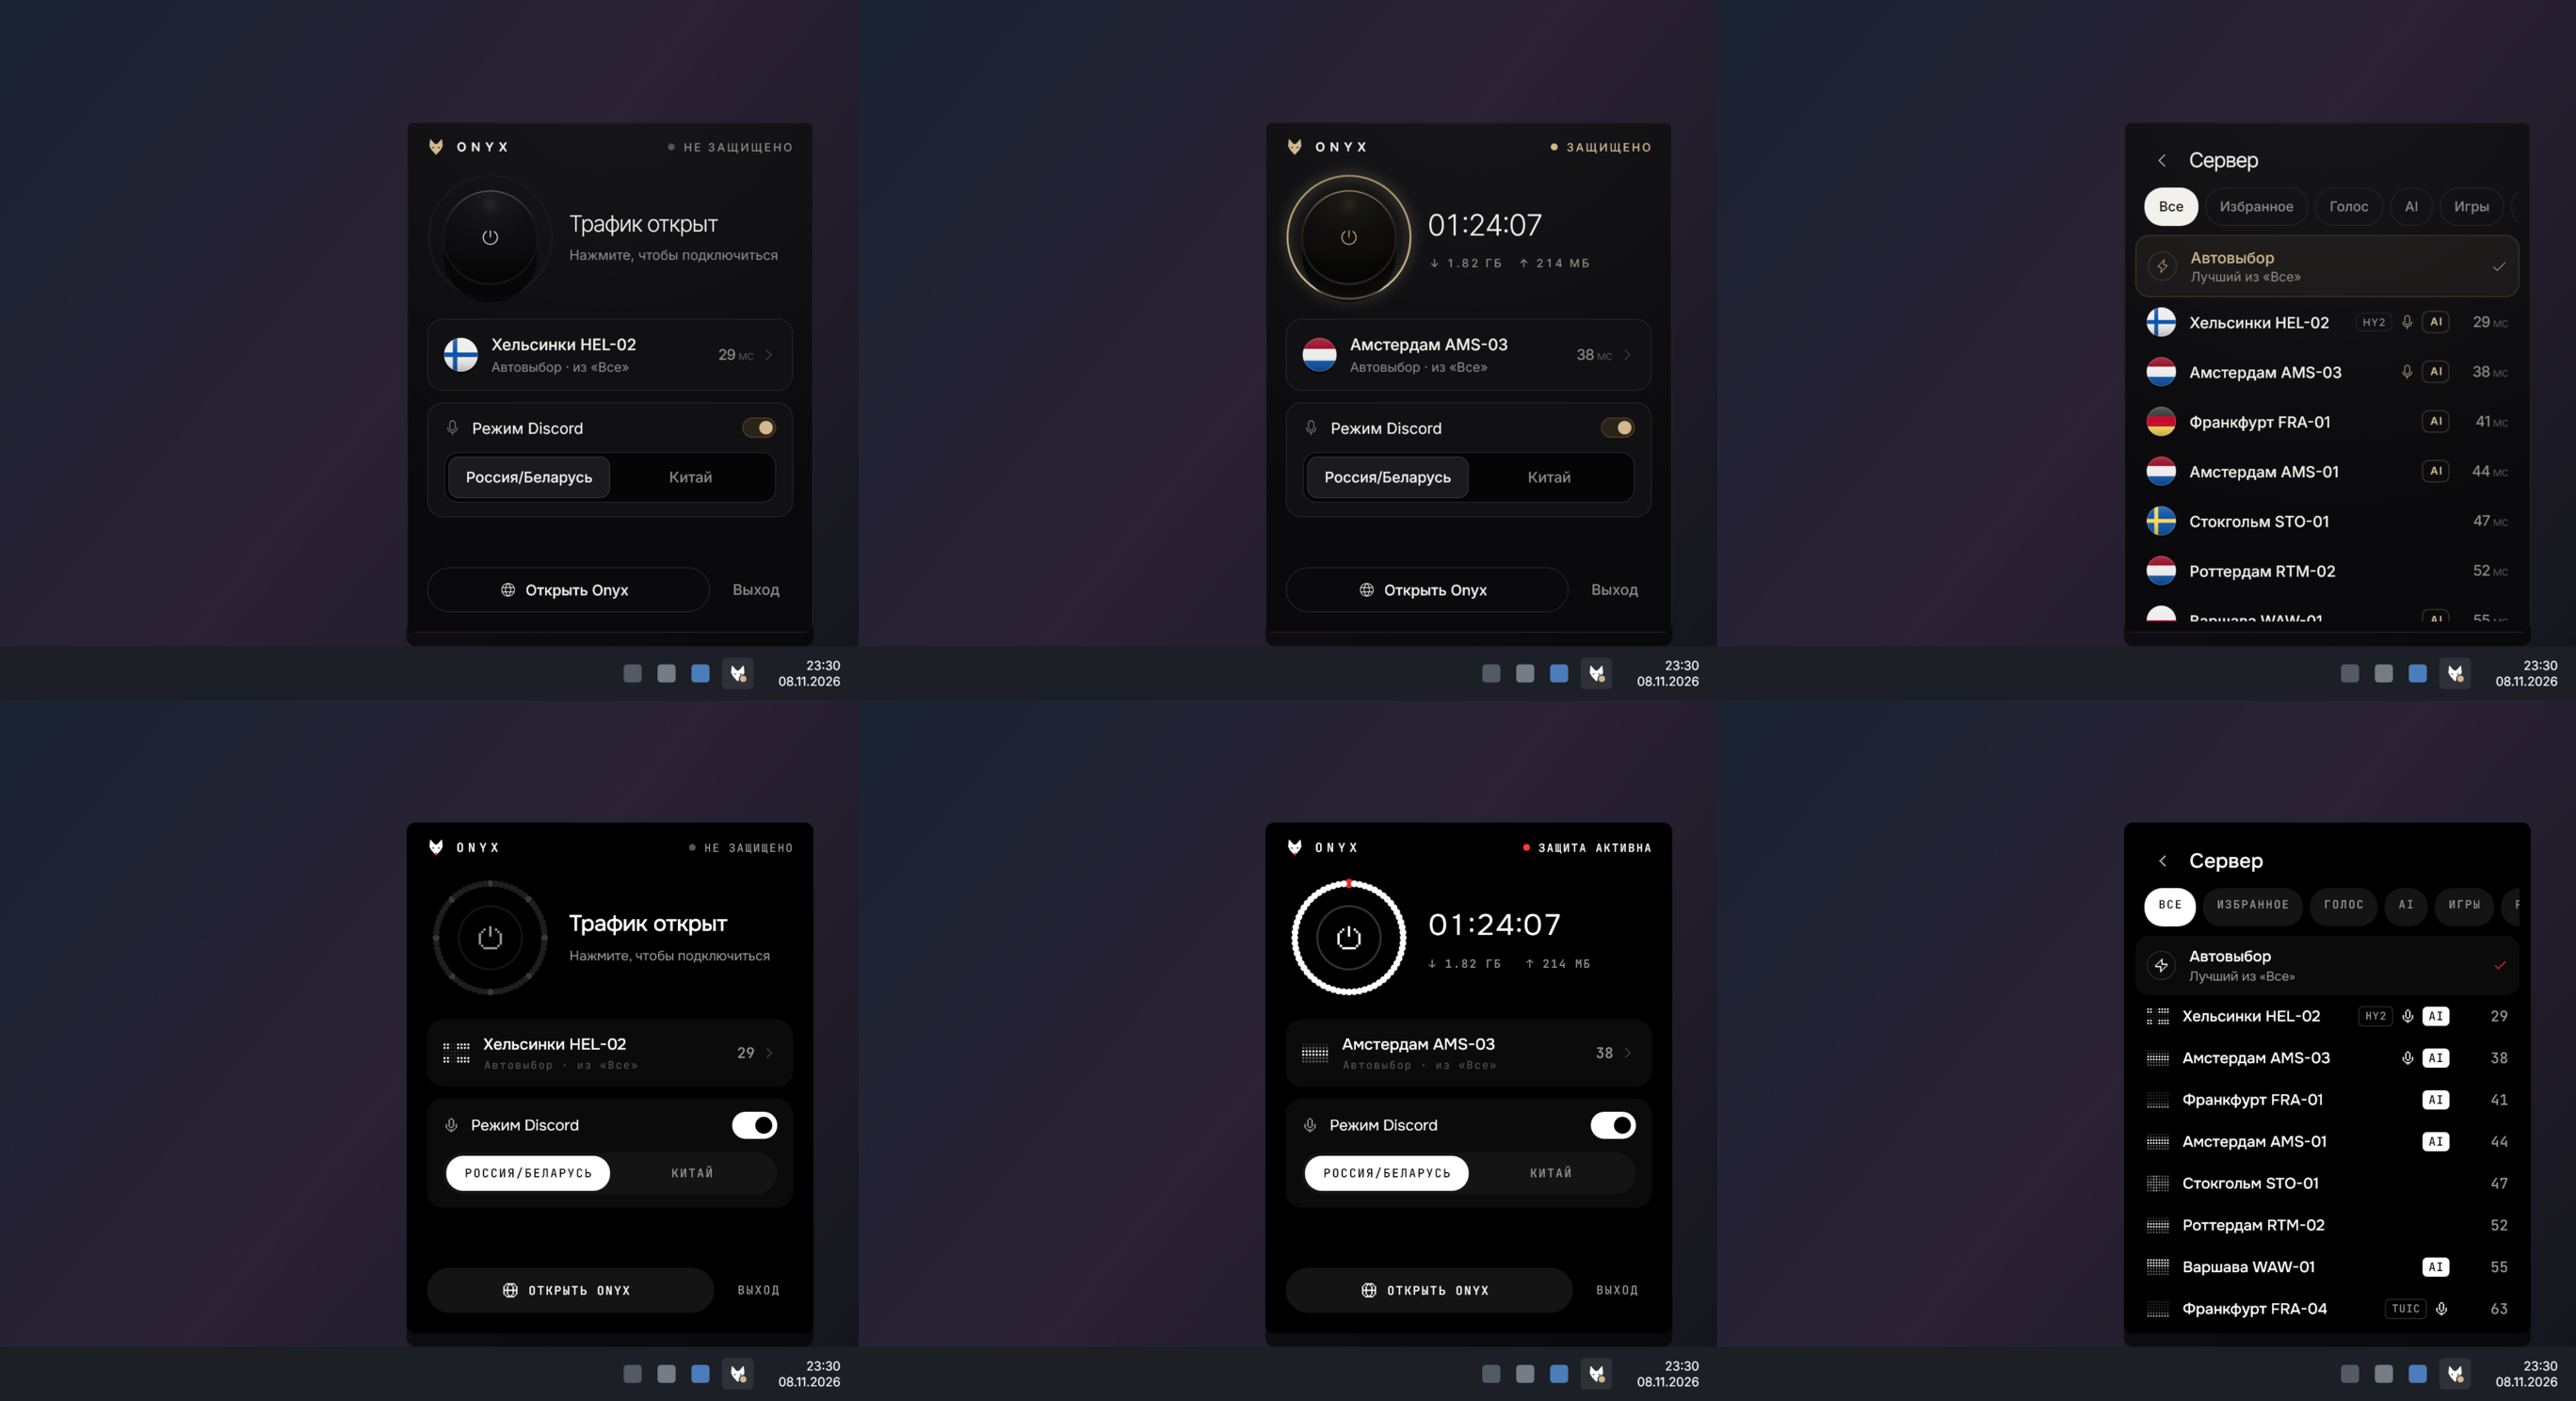 ONYX
НЕ ЗАЩИЩЕНО
Трафик открыт
Нажмите, чтобы подключиться
Хельсинки HEL-02
Автовыбор · из «Все»
29 мс
Режим Discord
Россия/Беларусь
Китай
Открыть Onyx
Выход
23:30
08.11.2026
ONYX
ЗАЩИЩЕНО
01:24:07
↓ 1.82 ГБ ↑ 214 МБ
Амстердам AMS-03
Автовыбор · из «Все»
38 мс
Режим Discord
Россия/Беларусь
Китай
Открыть Onyx
Выход
23:30
08.11.2026
Сервер
Все
Избранное
Голос
AI
Игры
Автовыбор
Лучший из «Все»
Хельсинки HEL-02 HY2 AI 29 мс
Амстердам AMS-03 AI 38 мс
Франкфурт FRA-01 AI 41 мс
Амстердам AMS-01 AI 44 мс
Стокгольм STO-01 47 мс
Роттердам RTM-02 52 мс
Варшава WAW-01 AI 55 мс
23:30
08.11.2026
ONYX
НЕ ЗАЩИЩЕНО
Трафик открыт
Нажмите, чтобы подключиться
Хельсинки HEL-02
Автовыбор · из «Все»
29
Режим Discord
РОССИЯ/БЕЛАРУСЬ
КИТАЙ
ОТКРЫТЬ ONYX
ВЫХОД
23:30
08.11.2026
ONYX
ЗАЩИТА АКТИВНА
01:24:07
↓ 1.82 ГБ ↑ 214 МБ
Амстердам AMS-03
Автовыбор · из «Все»
38
Режим Discord
РОССИЯ/БЕЛАРУСЬ
КИТАЙ
ОТКРЫТЬ ONYX
ВЫХОД
23:30
08.11.2026
Сервер
ВСЕ
ИЗБРАННОЕ
ГОЛОС
AI
ИГРЫ
Автовыбор
Лучший из «Все»
Хельсинки HEL-02 HY2 AI 29
Амстердам AMS-03 AI 38
Франкфурт FRA-01 AI 41
Амстердам AMS-01 AI 44
Стокгольм STO-01 47
Роттердам RTM-02 52
Варшава WAW-01 AI 55
Франкфурт FRA-04 TUIC 63
23:30
08.11.2026